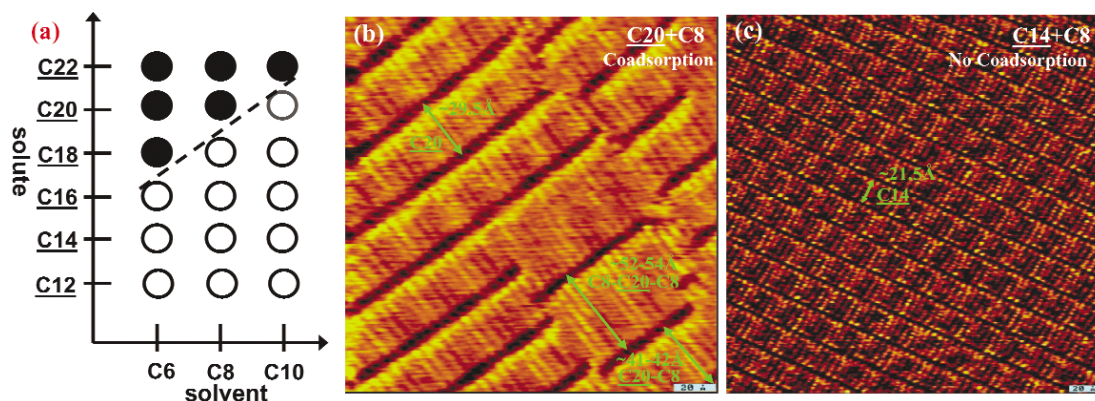 (a)
C22
C20
C18
C16
C14
C12
solute
C6
C8
C10
solvent
(b)
C20+C8
Coadsorption
~29.5Å
C20
~52-54Å
C8-C20-C8
~41-42Å
C20-C8
20 Å
(c)
C14+C8
No Coadsorption
~21.5Å
C14
20 Å